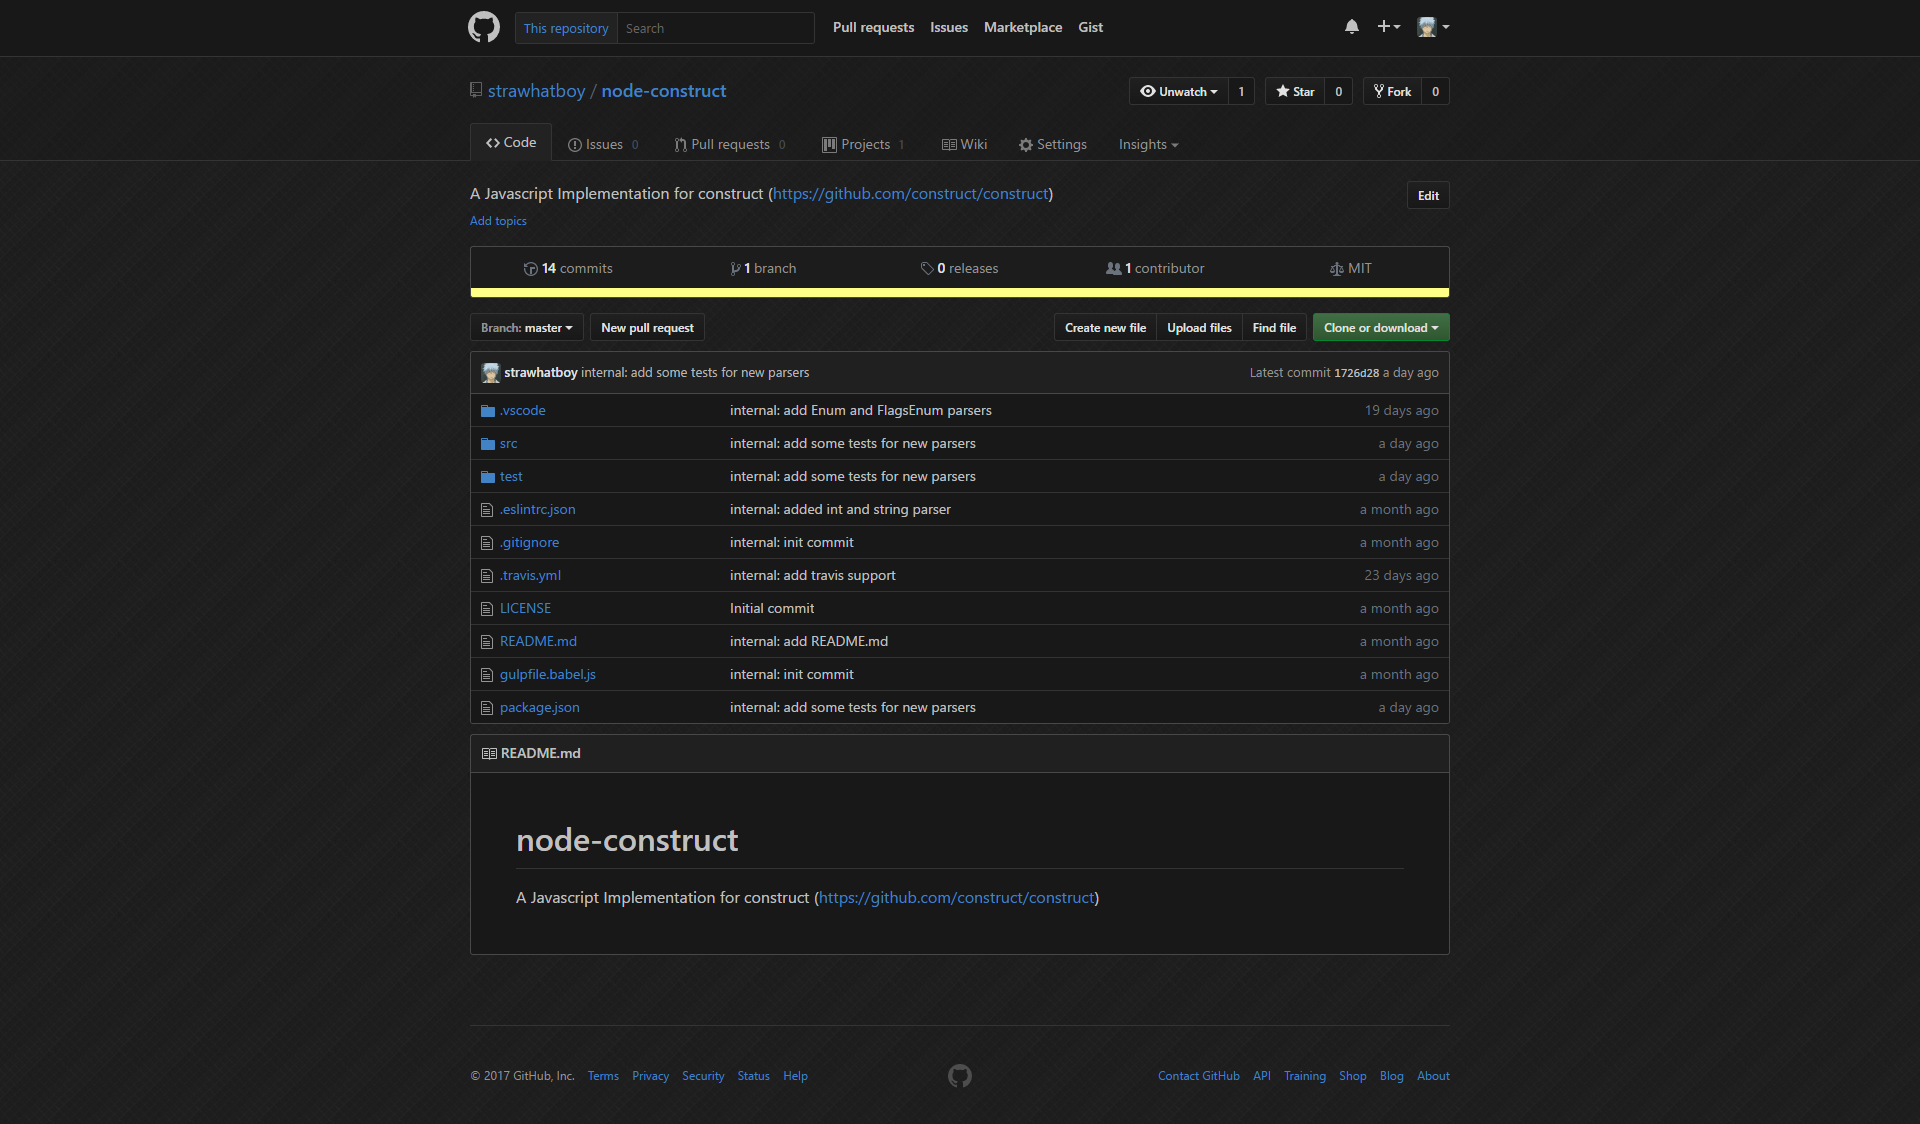 This repository Search Pull requests Issues Marketplace Gist
strawhatboy / node-construct Unwatch 1 Star 0 Fork 0
Code Issues 0 Pull requests 0 Projects 1 Wiki Settings Insights
A Javascript Implementation for construct (https://github.com/construct/construct) Edit
Add topics
14 commits 1 branch 0 releases 1 contributor MIT
Branch: master New pull request Create new file Upload files Find file Clone or download
strawhatboy internal: add some tests for new parsers Latest commit 1726d28 a day ago
.vscode internal: add Enum and FlagsEnum parsers 19 days ago
src internal: add some tests for new parsers a day ago
test internal: add some tests for new parsers a day ago
.eslintrc.json internal: added int and string parser a month ago
.gitignore internal: init commit a month ago
.travis.yml internal: add travis support 23 days ago
LICENSE Initial commit a month ago
README.md internal: add README.md a month ago
gulpfile.babel.js internal: init commit a month ago
package.json internal: add some tests for new parsers a day ago
README.md
node-construct
A Javascript Implementation for construct (https://github.com/construct/construct)
© 2017 GitHub, Inc. Terms Privacy Security Status Help Contact GitHub API Training Shop Blog About